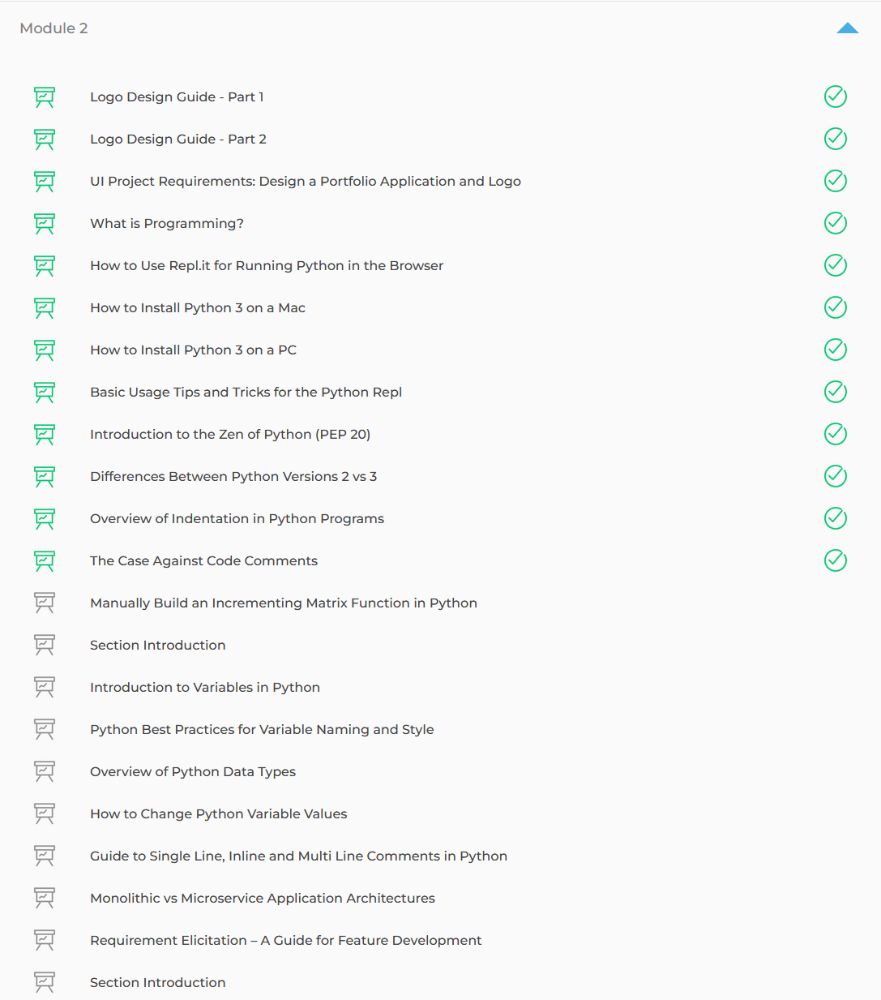 Module 2
Logo Design Guide - Part 1
Logo Design Guide - Part 2
UI Project Requirements: Design a Portfolio Application and Logo
What is Programming?
How to Use Repl.it for Running Python in the Browser
How to Install Python 3 on a Mac
How to Install Python 3 on a PC
Basic Usage Tips and Tricks for the Python Repl
Introduction to the Zen of Python (PEP 20)
Differences Between Python Versions 2 vs 3
Overview of Indentation in Python Programs
The Case Against Code Comments
Manually Build an Incrementing Matrix Function in Python
Section Introduction
Introduction to Variables in Python
Python Best Practices for Variable Naming and Style
Overview of Python Data Types
How to Change Python Variable Values
Guide to Single Line, Inline and Multi Line Comments in Python
Monolithic vs Microservice Application Architectures
Requirement Elicitation – A Guide for Feature Development
Section Introduction